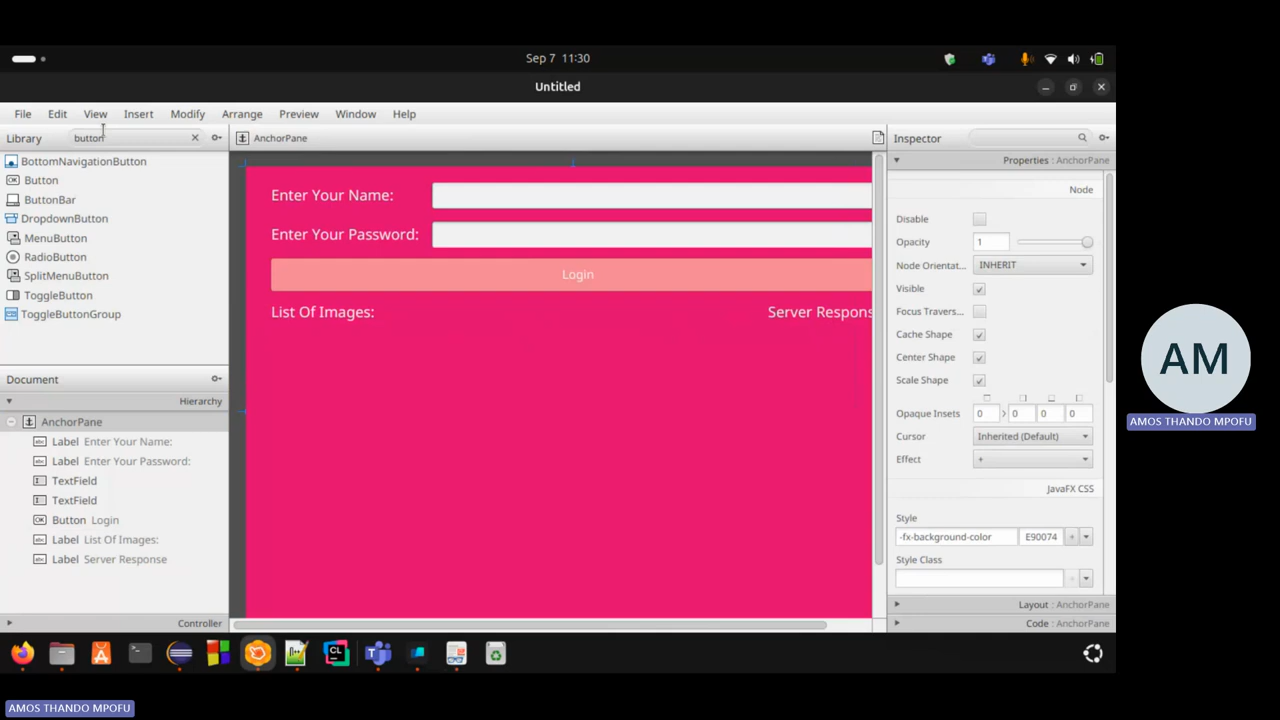 Sep 7 11:30
Untitled
File Edit View Insert Modify Arrange Preview Window Help
Library button
AnchorPane
Inspector
Properties : AnchorPane
BottomNavigationButton
Button
ButtonBar
DropdownButton
MenuButton
RadioButton
SplitMenuButton
ToggleButton
ToggleButtonGroup
Document
Hierarchy
AnchorPane
Label Enter Your Name:
Label Enter Your Password:
TextField
TextField
Button Login
Label List Of Images:
Label Server Response
Controller
Enter Your Name:
Enter Your Password:
Login
List Of Images: Server Respons
Node
Disable
Opacity 1
Node Orientat... INHERIT
Visible
Focus Travers...
Cache Shape
Center Shape
Scale Shape
Opaque Insets 0 0 0 0
Cursor Inherited (Default)
Effect +
JavaFX CSS
Style
-fx-background-color E90074 +
Style Class
+
Layout : AnchorPane
Code : AnchorPane
CL
AM
AMOS THANDO MPOFU
AMOS THANDO MPOFU